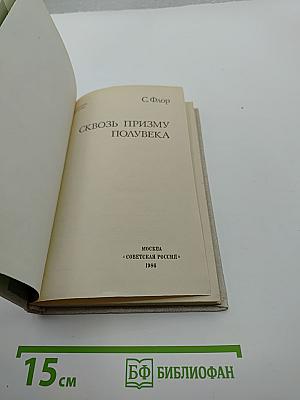 С. Флор
СКВОЗЬ ПРИЗМУ
ПОЛУВЕКА
МОСКВА
«СОВЕТСКАЯ РОССИЯ»
1986
15 см
БФ БИБЛИОФАН